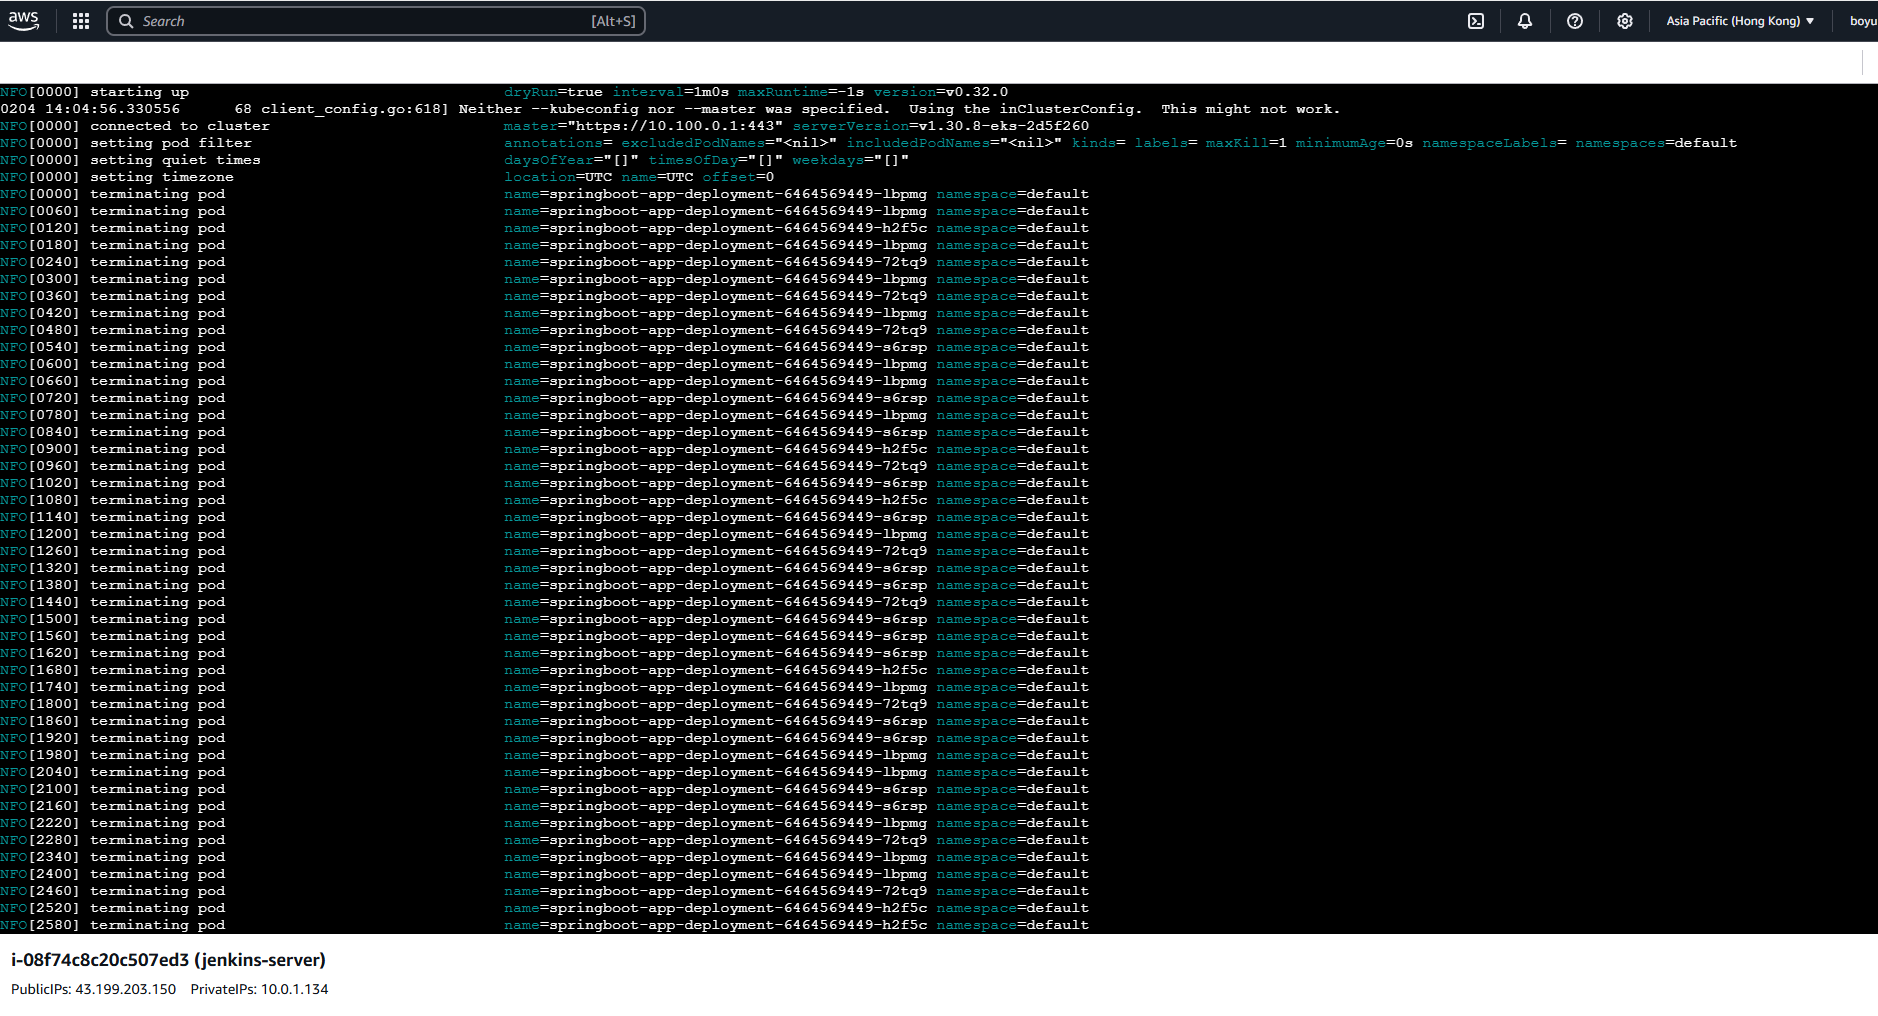 aws Search [Alt+S] Asia Pacific (Hong Kong) ▼ boyu
NFO[0000] starting up dryRun=true interval=1m0s maxRuntime=-1s version=v0.32.0
0204 14:04:56.330556 68 client_config.go:618] Neither --kubeconfig nor --master was specified. Using the inClusterConfig. This might not work.
NFO[0000] connected to cluster master="https://10.100.0.1:443" serverVersion=v1.30.8-eks-2d5f260
NFO[0000] setting pod filter annotations= excludedPodNames="<nil>" includedPodNames="<nil>" kinds= labels= maxKill=1 minimumAge=0s namespaceLabels= namespaces=default
NFO[0000] setting quiet times daysOfYear="[]" timesOfDay="[]" weekdays="[]"
NFO[0000] setting timezone location=UTC name=UTC offset=0
NFO[0000] terminating pod name=springboot-app-deployment-6464569449-lbpmg namespace=default
NFO[0060] terminating pod name=springboot-app-deployment-6464569449-lbpmg namespace=default
NFO[0120] terminating pod name=springboot-app-deployment-6464569449-h2f5c namespace=default
NFO[0180] terminating pod name=springboot-app-deployment-6464569449-lbpmg namespace=default
NFO[0240] terminating pod name=springboot-app-deployment-6464569449-72tq9 namespace=default
NFO[0300] terminating pod name=springboot-app-deployment-6464569449-lbpmg namespace=default
NFO[0360] terminating pod name=springboot-app-deployment-6464569449-72tq9 namespace=default
NFO[0420] terminating pod name=springboot-app-deployment-6464569449-lbpmg namespace=default
NFO[0480] terminating pod name=springboot-app-deployment-6464569449-72tq9 namespace=default
NFO[0540] terminating pod name=springboot-app-deployment-6464569449-s6rsp namespace=default
NFO[0600] terminating pod name=springboot-app-deployment-6464569449-lbpmg namespace=default
NFO[0660] terminating pod name=springboot-app-deployment-6464569449-lbpmg namespace=default
NFO[0720] terminating pod name=springboot-app-deployment-6464569449-s6rsp namespace=default
NFO[0780] terminating pod name=springboot-app-deployment-6464569449-lbpmg namespace=default
NFO[0840] terminating pod name=springboot-app-deployment-6464569449-s6rsp namespace=default
NFO[0900] terminating pod name=springboot-app-deployment-6464569449-h2f5c namespace=default
NFO[0960] terminating pod name=springboot-app-deployment-6464569449-72tq9 namespace=default
NFO[1020] terminating pod name=springboot-app-deployment-6464569449-s6rsp namespace=default
NFO[1080] terminating pod name=springboot-app-deployment-6464569449-h2f5c namespace=default
NFO[1140] terminating pod name=springboot-app-deployment-6464569449-s6rsp namespace=default
NFO[1200] terminating pod name=springboot-app-deployment-6464569449-lbpmg namespace=default
NFO[1260] terminating pod name=springboot-app-deployment-6464569449-72tq9 namespace=default
NFO[1320] terminating pod name=springboot-app-deployment-6464569449-s6rsp namespace=default
NFO[1380] terminating pod name=springboot-app-deployment-6464569449-s6rsp namespace=default
NFO[1440] terminating pod name=springboot-app-deployment-6464569449-72tq9 namespace=default
NFO[1500] terminating pod name=springboot-app-deployment-6464569449-s6rsp namespace=default
NFO[1560] terminating pod name=springboot-app-deployment-6464569449-s6rsp namespace=default
NFO[1620] terminating pod name=springboot-app-deployment-6464569449-s6rsp namespace=default
NFO[1680] terminating pod name=springboot-app-deployment-6464569449-h2f5c namespace=default
NFO[1740] terminating pod name=springboot-app-deployment-6464569449-lbpmg namespace=default
NFO[1800] terminating pod name=springboot-app-deployment-6464569449-72tq9 namespace=default
NFO[1860] terminating pod name=springboot-app-deployment-6464569449-s6rsp namespace=default
NFO[1920] terminating pod name=springboot-app-deployment-6464569449-s6rsp namespace=default
NFO[1980] terminating pod name=springboot-app-deployment-6464569449-lbpmg namespace=default
NFO[2040] terminating pod name=springboot-app-deployment-6464569449-lbpmg namespace=default
NFO[2100] terminating pod name=springboot-app-deployment-6464569449-s6rsp namespace=default
NFO[2160] terminating pod name=springboot-app-deployment-6464569449-s6rsp namespace=default
NFO[2220] terminating pod name=springboot-app-deployment-6464569449-lbpmg namespace=default
NFO[2280] terminating pod name=springboot-app-deployment-6464569449-72tq9 namespace=default
NFO[2340] terminating pod name=springboot-app-deployment-6464569449-lbpmg namespace=default
NFO[2400] terminating pod name=springboot-app-deployment-6464569449-lbpmg namespace=default
NFO[2460] terminating pod name=springboot-app-deployment-6464569449-72tq9 namespace=default
NFO[2520] terminating pod name=springboot-app-deployment-6464569449-h2f5c namespace=default
NFO[2580] terminating pod name=springboot-app-deployment-6464569449-h2f5c namespace=default
i-08f74c8c20c507ed3 (jenkins-server)
PublicIPs: 43.199.203.150 PrivateIPs: 10.0.1.134